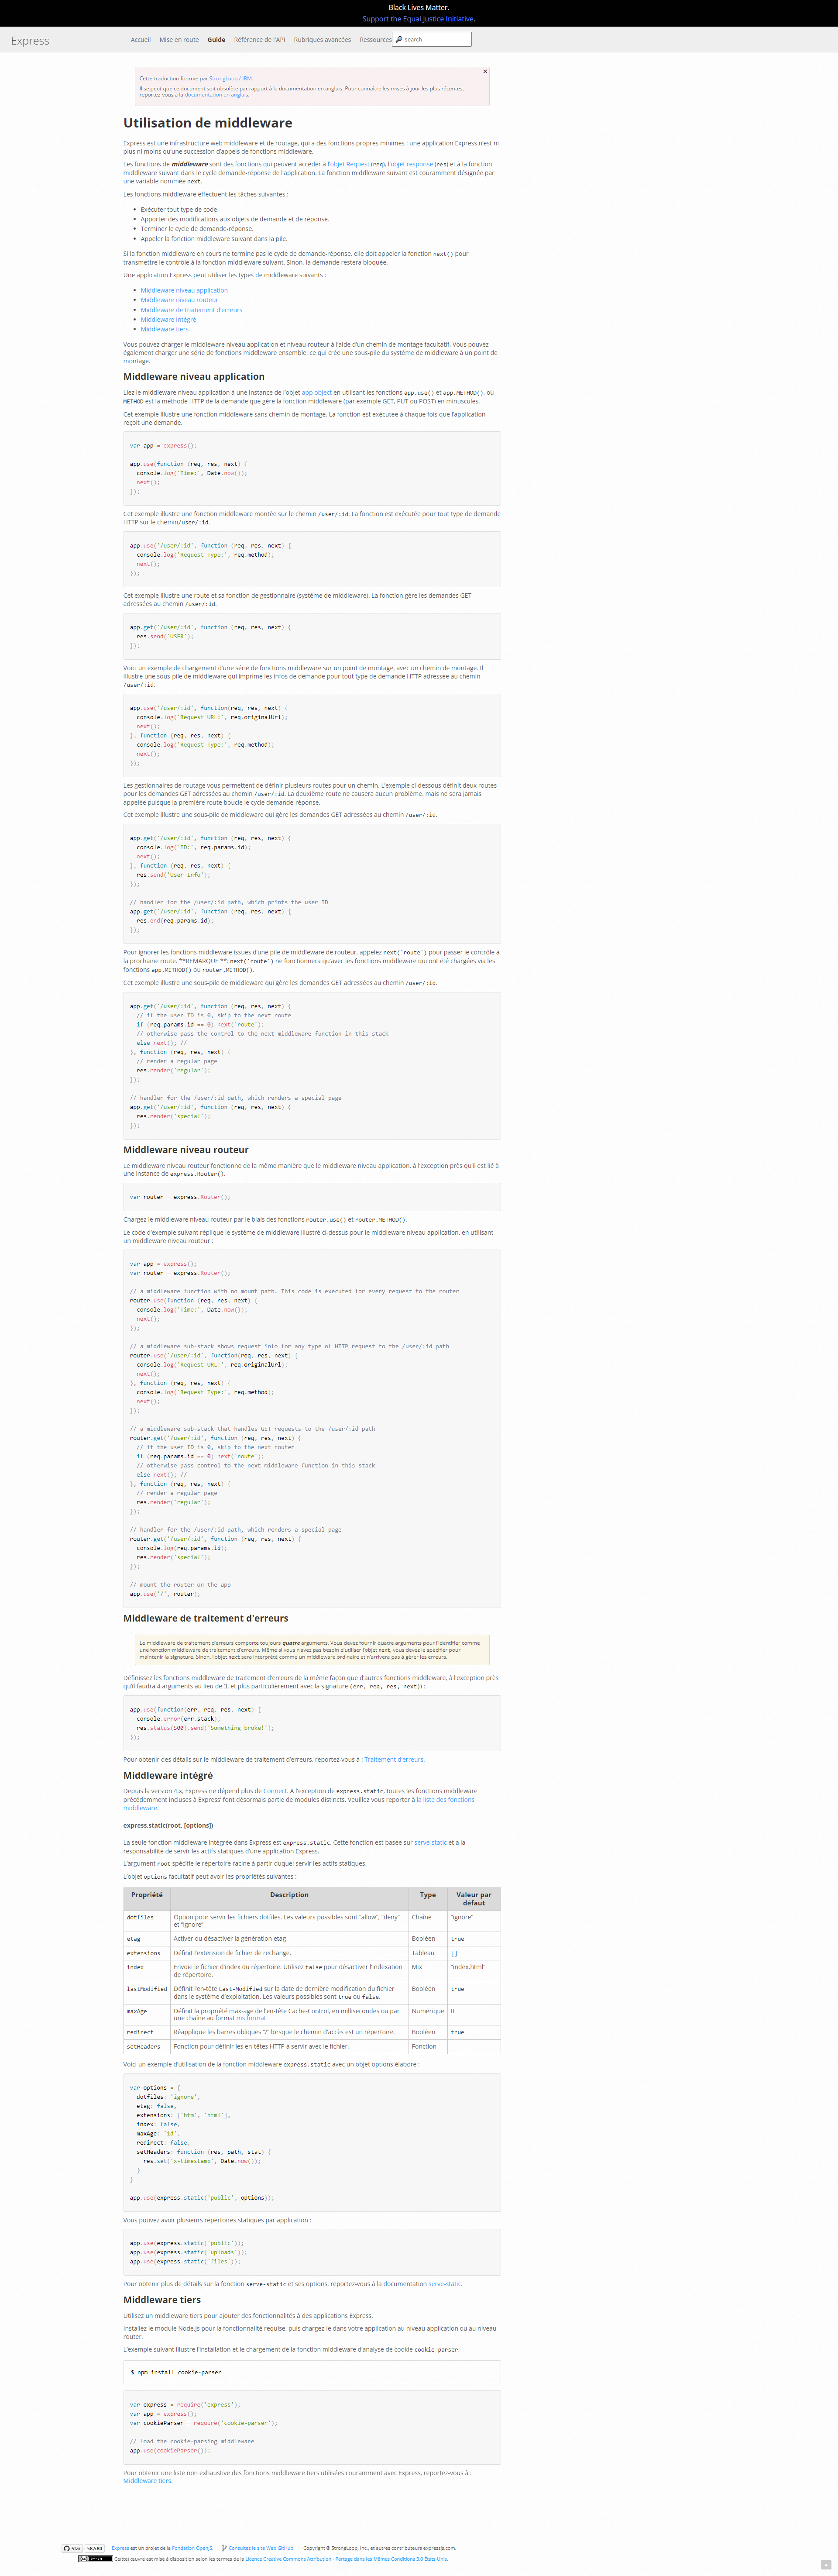 Black Lives Matter.
Support the Equal Justice Initiative.
Express
Accueil Mise en route Guide Référence de l'API Rubriques avancées Ressources search
Cette traduction fournie par StrongLoop / IBM.
Il se peut que ce document soit obsolète par rapport à la documentation en anglais. Pour connaître les mises à jour les plus récentes,
reportez-vous à la documentation en anglais.
Utilisation de middleware
Express est une infrastructure web middleware et de routage, qui a des fonctions propres minimes : une application Express n'est ni
plus ni moins qu'une succession d'appels de fonctions middleware.
Les fonctions de middleware sont des fonctions qui peuvent accéder à l'objet Request (req), l'objet response (res) et à la fonction
middleware suivant dans le cycle demande-réponse de l'application. La fonction middleware suivant est couramment désignée par
une variable nommée next.
Les fonctions middleware effectuent les tâches suivantes :
• Exécuter tout type de code.
• Apporter des modifications aux objets de demande et de réponse.
• Terminer le cycle de demande-réponse.
• Appeler la fonction middleware suivant dans la pile.
Si la fonction middleware en cours ne termine pas le cycle de demande-réponse, elle doit appeler la fonction next() pour
transmettre le contrôle à la fonction middleware suivant. Sinon, la demande restera bloquée.
Une application Express peut utiliser les types de middleware suivants :
• Middleware niveau application
• Middleware niveau routeur
• Middleware de traitement d'erreurs
• Middleware intégré
• Middleware tiers
Vous pouvez charger le middleware niveau application et niveau routeur à l'aide d'un chemin de montage facultatif. Vous pouvez
également charger une série de fonctions middleware ensemble, ce qui crée une sous-pile du système de middleware à un point de
montage.
Middleware niveau application
Liez le middleware niveau application à une instance de l'objet app object en utilisant les fonctions app.use() et app.METHOD(), où
METHOD est la méthode HTTP de la demande que gère la fonction middleware (par exemple GET, PUT ou POST) en minuscules.
Cet exemple illustre une fonction middleware sans chemin de montage. La fonction est exécutée à chaque fois que l'application
reçoit une demande.
var app = express();
app.use(function (req, res, next) {
  console.log('Time:', Date.now());
  next();
});
Cet exemple illustre une fonction middleware montée sur le chemin /user/:id. La fonction est exécutée pour tout type de demande
HTTP sur le chemin/user/:id.
app.use('/user/:id', function (req, res, next) {
  console.log('Request Type:', req.method);
  next();
});
Cet exemple illustre une route et sa fonction de gestionnaire (système de middleware). La fonction gère les demandes GET
adressées au chemin /user/:id.
app.get('/user/:id', function (req, res, next) {
  res.send('USER');
});
Voici un exemple de chargement d'une série de fonctions middleware sur un point de montage, avec un chemin de montage. Il
illustre une sous-pile de middleware qui imprime les infos de demande pour tout type de demande HTTP adressée au chemin
/user/:id.
app.use('/user/:id', function(req, res, next) {
  console.log('Request URL:', req.originalUrl);
  next();
}, function (req, res, next) {
  console.log('Request Type:', req.method);
  next();
});
Les gestionnaires de routage vous permettent de définir plusieurs routes pour un chemin. L'exemple ci-dessous définit deux routes
pour les demandes GET adressées au chemin /user/:id. La deuxième route ne causera aucun problème, mais ne sera jamais
appelée puisque la première route boucle le cycle demande-réponse.
Cet exemple illustre une sous-pile de middleware qui gère les demandes GET adressées au chemin /user/:id.
app.get('/user/:id', function (req, res, next) {
  console.log('ID:', req.params.id);
  next();
}, function (req, res, next) {
  res.send('User Info');
});
// handler for the /user/:id path, which prints the user ID
app.get('/user/:id', function (req, res, next) {
  res.end(req.params.id);
});
Pour ignorer les fonctions middleware issues d'une pile de middleware de routeur, appelez next('route') pour passer le contrôle à
la prochaine route. **REMARQUE **: next('route') ne fonctionnera qu'avec les fonctions middleware qui ont été chargées via les
fonctions app.METHOD() ou router.METHOD().
Cet exemple illustre une sous-pile de middleware qui gère les demandes GET adressées au chemin /user/:id.
app.get('/user/:id', function (req, res, next) {
  // if the user ID is 0, skip to the next route
  if (req.params.id == 0) next('route');
  // otherwise pass the control to the next middleware function in this stack
  else next(); //
}, function (req, res, next) {
  // render a regular page
  res.render('regular');
});
// handler for the /user/:id path, which renders a special page
app.get('/user/:id', function (req, res, next) {
  res.render('special');
});
Middleware niveau routeur
Le middleware niveau routeur fonctionne de la même manière que le middleware niveau application, à l'exception près qu'il est lié à
une instance de express.Router().
var router = express.Router();
Chargez le middleware niveau routeur par le biais des fonctions router.use() et router.METHOD().
Le code d'exemple suivant réplique le système de middleware illustré ci-dessus pour le middleware niveau application, en utilisant
un middleware niveau routeur :
var app = express();
var router = express.Router();
// a middleware function with no mount path. This code is executed for every request to the router
router.use(function (req, res, next) {
  console.log('Time:', Date.now());
  next();
});
// a middleware sub-stack shows request info for any type of HTTP request to the /user/:id path
router.use('/user/:id', function(req, res, next) {
  console.log('Request URL:', req.originalUrl);
  next();
}, function (req, res, next) {
  console.log('Request Type:', req.method);
  next();
});
// a middleware sub-stack that handles GET requests to the /user/:id path
router.get('/user/:id', function (req, res, next) {
  // if the user ID is 0, skip to the next router
  if (req.params.id == 0) next('route');
  // otherwise pass control to the next middleware function in this stack
  else next(); //
}, function (req, res, next) {
  // render a regular page
  res.render('regular');
});
// handler for the /user/:id path, which renders a special page
router.get('/user/:id', function (req, res, next) {
  console.log(req.params.id);
  res.render('special');
});
// mount the router on the app
app.use('/', router);
Middleware de traitement d'erreurs
Le middleware de traitement d'erreurs comporte toujours quatre arguments. Vous devez fournir quatre arguments pour l'identifier comme
une fonction middleware de traitement d'erreurs. Même si vous n'avez pas besoin d'utiliser l'objet next, vous devez le spécifier pour
maintenir la signature. Sinon, l'objet next sera interprété comme un middleware ordinaire et n'arrivera pas à gérer les erreurs.
Définissez les fonctions middleware de traitement d'erreurs de la même façon que d'autres fonctions middleware, à l'exception près
qu'il faudra 4 arguments au lieu de 3, et plus particulièrement avec la signature (err, req, res, next)) :
app.use(function(err, req, res, next) {
  console.error(err.stack);
  res.status(500).send('Something broke!');
});
Pour obtenir des détails sur le middleware de traitement d'erreurs, reportez-vous à : Traitement d'erreurs.
Middleware intégré
Depuis la version 4.x, Express ne dépend plus de Connect. A l'exception de express.static, toutes les fonctions middleware
précédemment incluses à Express' font désormais partie de modules distincts. Veuillez vous reporter à la liste des fonctions
middleware.
express.static(root, [options])
La seule fonction middleware intégrée dans Express est express.static. Cette fonction est basée sur serve-static et a la
responsabilité de servir les actifs statiques d'une application Express.
L'argument root spécifie le répertoire racine à partir duquel servir les actifs statiques.
L'objet options facultatif peut avoir les propriétés suivantes :
Propriété Description Type Valeur par défaut
dotfiles Option pour servir les fichiers dotfiles. Les valeurs possibles sont "allow", "deny" et "ignore" Chaîne "ignore"
etag Activer ou désactiver la génération etag Booléen true
extensions Définit l'extension de fichier de rechange. Tableau []
index Envoie le fichier d'index du répertoire. Utilisez false pour désactiver l'indexation de répertoire. Mix "index.html"
lastModified Définit l'en-tête Last-Modified sur la date de dernière modification du fichier dans le système d'exploitation. Les valeurs possibles sont true ou false. Booléen true
maxAge Définit la propriété max-age de l'en-tête Cache-Control, en millisecondes ou par une chaîne au format ms format Numérique 0
redirect Réapplique les barres obliques "/" lorsque le chemin d'accès est un répertoire. Booléen true
setHeaders Fonction pour définir les en-têtes HTTP à servir avec le fichier. Fonction
Voici un exemple d'utilisation de la fonction middleware express.static avec un objet options élaboré :
var options = {
  dotfiles: 'ignore',
  etag: false,
  extensions: ['htm', 'html'],
  index: false,
  maxAge: '1d',
  redirect: false,
  setHeaders: function (res, path, stat) {
    res.set('x-timestamp', Date.now());
  }
}
app.use(express.static('public', options));
Vous pouvez avoir plusieurs répertoires statiques par application :
app.use(express.static('public'));
app.use(express.static('uploads'));
app.use(express.static('files'));
Pour obtenir plus de détails sur la fonction serve-static et ses options, reportez-vous à la documentation serve-static.
Middleware tiers
Utilisez un middleware tiers pour ajouter des fonctionnalités à des applications Express.
Installez le module Node.js pour la fonctionnalité requise, puis chargez-le dans votre application au niveau application ou au niveau
router.
L'exemple suivant illustre l'installation et le chargement de la fonction middleware d'analyse de cookie cookie-parser.
$ npm install cookie-parser
var express = require('express');
var app = express();
var cookieParser = require('cookie-parser');
// load the cookie-parsing middleware
app.use(cookieParser());
Pour obtenir une liste non exhaustive des fonctions middleware tiers utilisées couramment avec Express, reportez-vous à :
Middleware tiers.
Star 58,580 Express est un projet de la Fondation OpenJS. Consultez le site Web GitHub. Copyright © StrongLoop, Inc., et autres contributeurs expressjs.com.
Ce(tte) œuvre est mise à disposition selon les termes de la Licence Creative Commons Attribution - Partage dans les Mêmes Conditions 3.0 États-Unis.